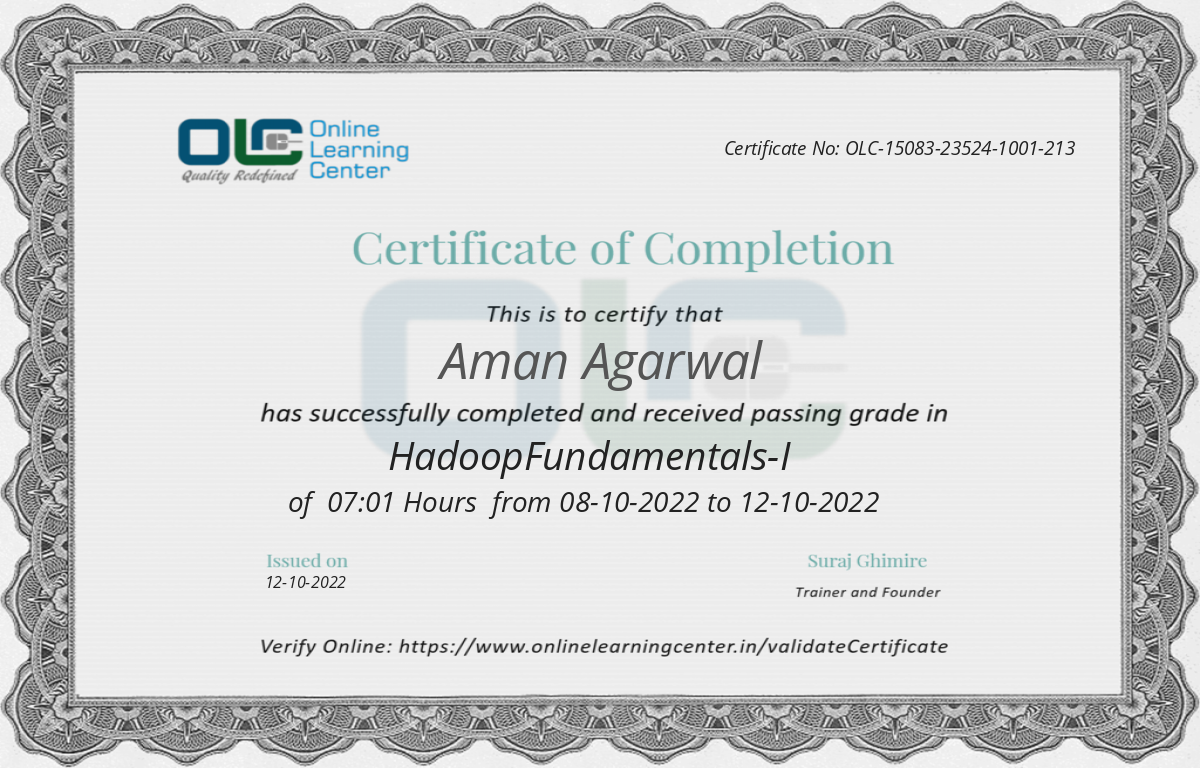 OLC Online
Learning
Center
Quality Redefined
Certificate No: OLC-15083-23524-1001-213
Certificate of Completion
OLC
This is to certify that
Aman Agarwal
has successfully completed and received passing grade in
HadoopFundamentals-I
of 07:01 Hours from 08-10-2022 to 12-10-2022
Issued on
12-10-2022
Suraj Ghimire
Trainer and Founder
Verify Online: https://www.onlinelearningcenter.in/validateCertificate